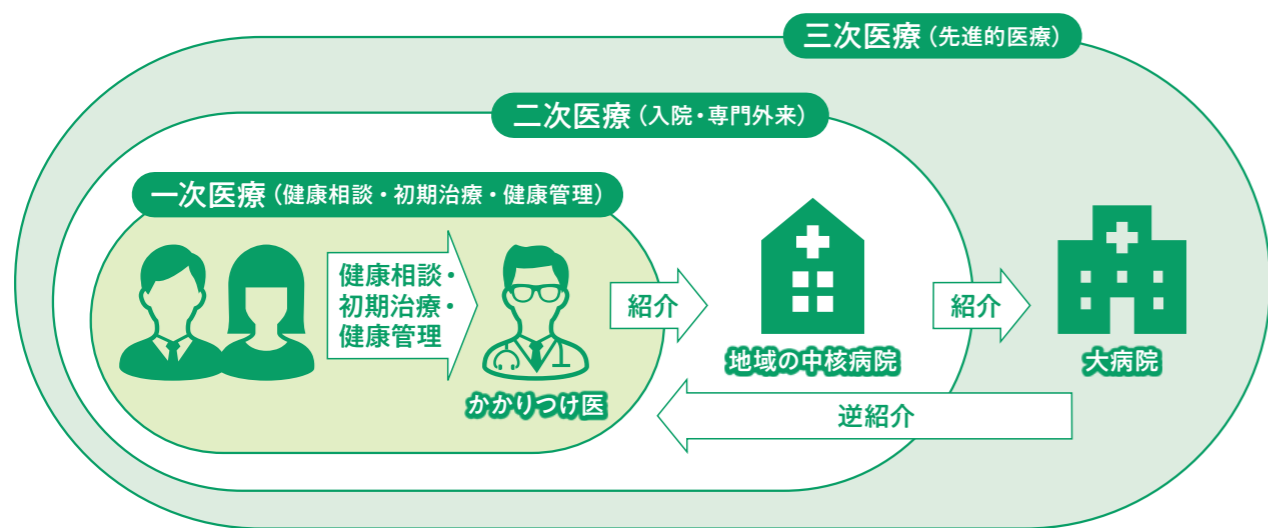 三次医療（先進的医療）
二次医療（入院・専門外来）
一次医療（健康相談・初期治療・健康管理）
健康相談・
初期治療・
健康管理
かかりつけ医
紹介
地域の中核病院
紹介
大病院
逆紹介